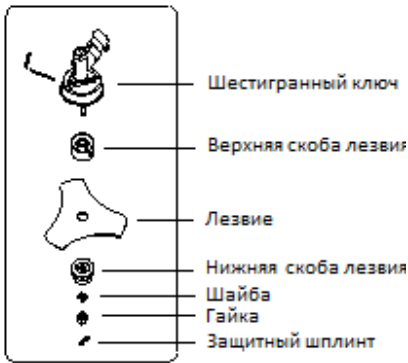 Шестигранный ключ
Верхняя скоба лезвия
Лезвие
Нижняя скоба лезвия
Шайба
Гайка
Защитный шплинт